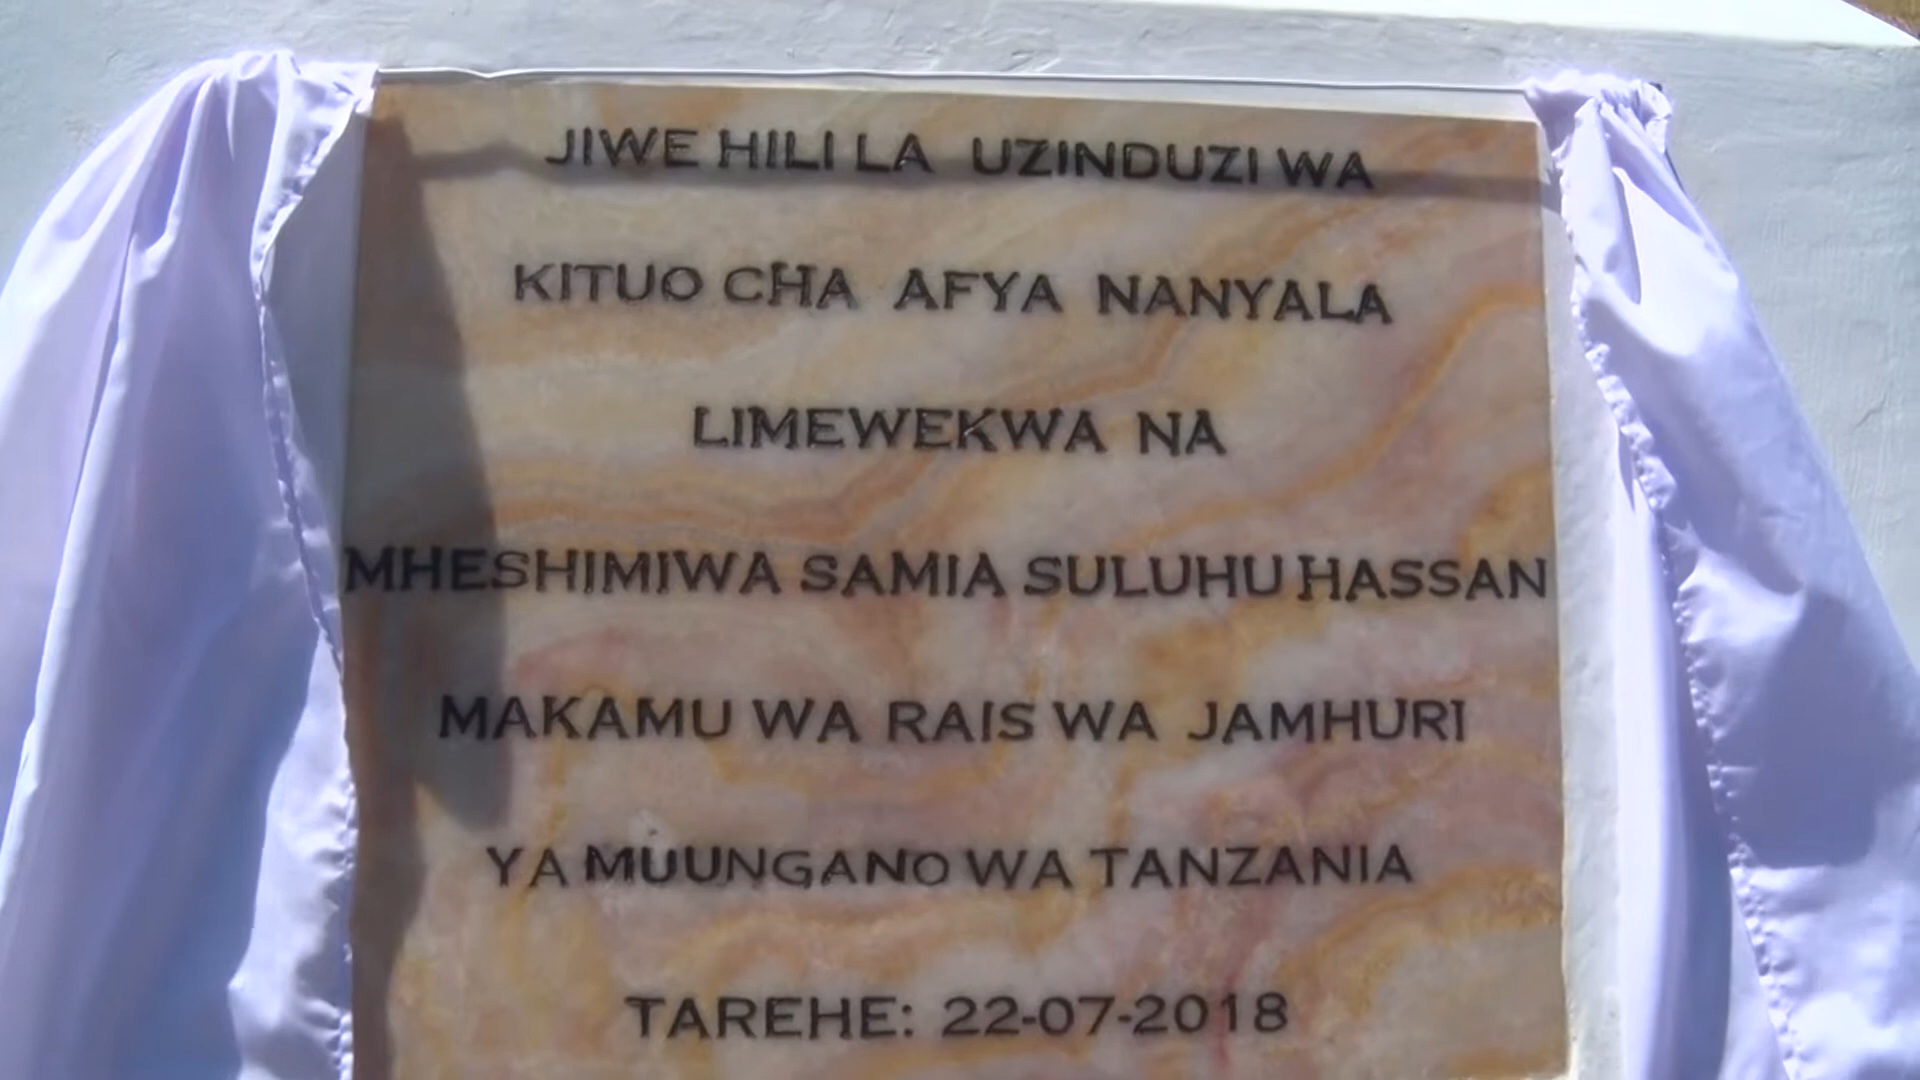 JIWE HILI LA UZINDUZI WA
KITUO CHA AFYA NANYALA
LIMEWEKWA NA
MHESHIMIWA SAMIA SULUHU HASSAN
MAKAMU WA RAIS WA JAMHURI
YA MUUNGANO WA TANZANIA
TAREHE: 22-07-2018